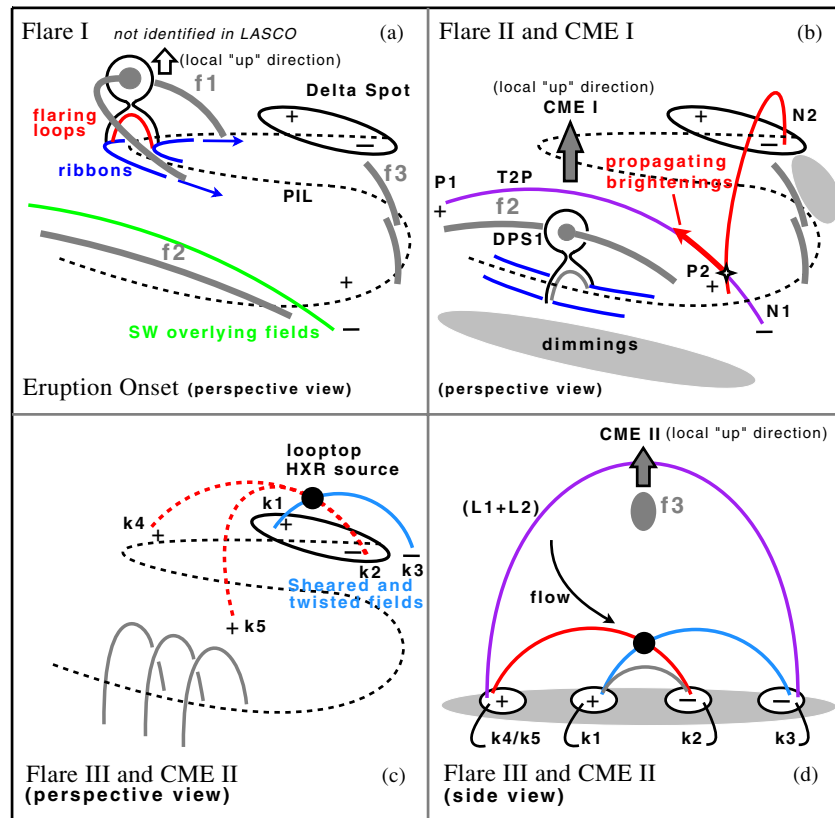 Flare I
not identified in LASCO
(a)
(local "up" direction)
f1
Delta Spot
flaring
loops
+
−
ribbons
f3
PIL
f2
+
SW overlying fields
−
Eruption Onset (perspective view)
Flare II and CME I
(b)
(local "up" direction)
CME I
+
N2
−
propagating
brightenings
P1
T2P
+
f2
DPS1
P2
+
N1
−
dimmings
(perspective view)
looptop
HXR source
k1
k4
+
+
−
−
k2
k3
Sheared and
twisted fields
+
k5
Flare III and CME II
(c)
(perspective view)
CME II (local "up" direction)
(L1+L2)
f3
flow
+
+
−
−
k4/k5
k1
k2
k3
Flare III and CME II
(d)
(side view)